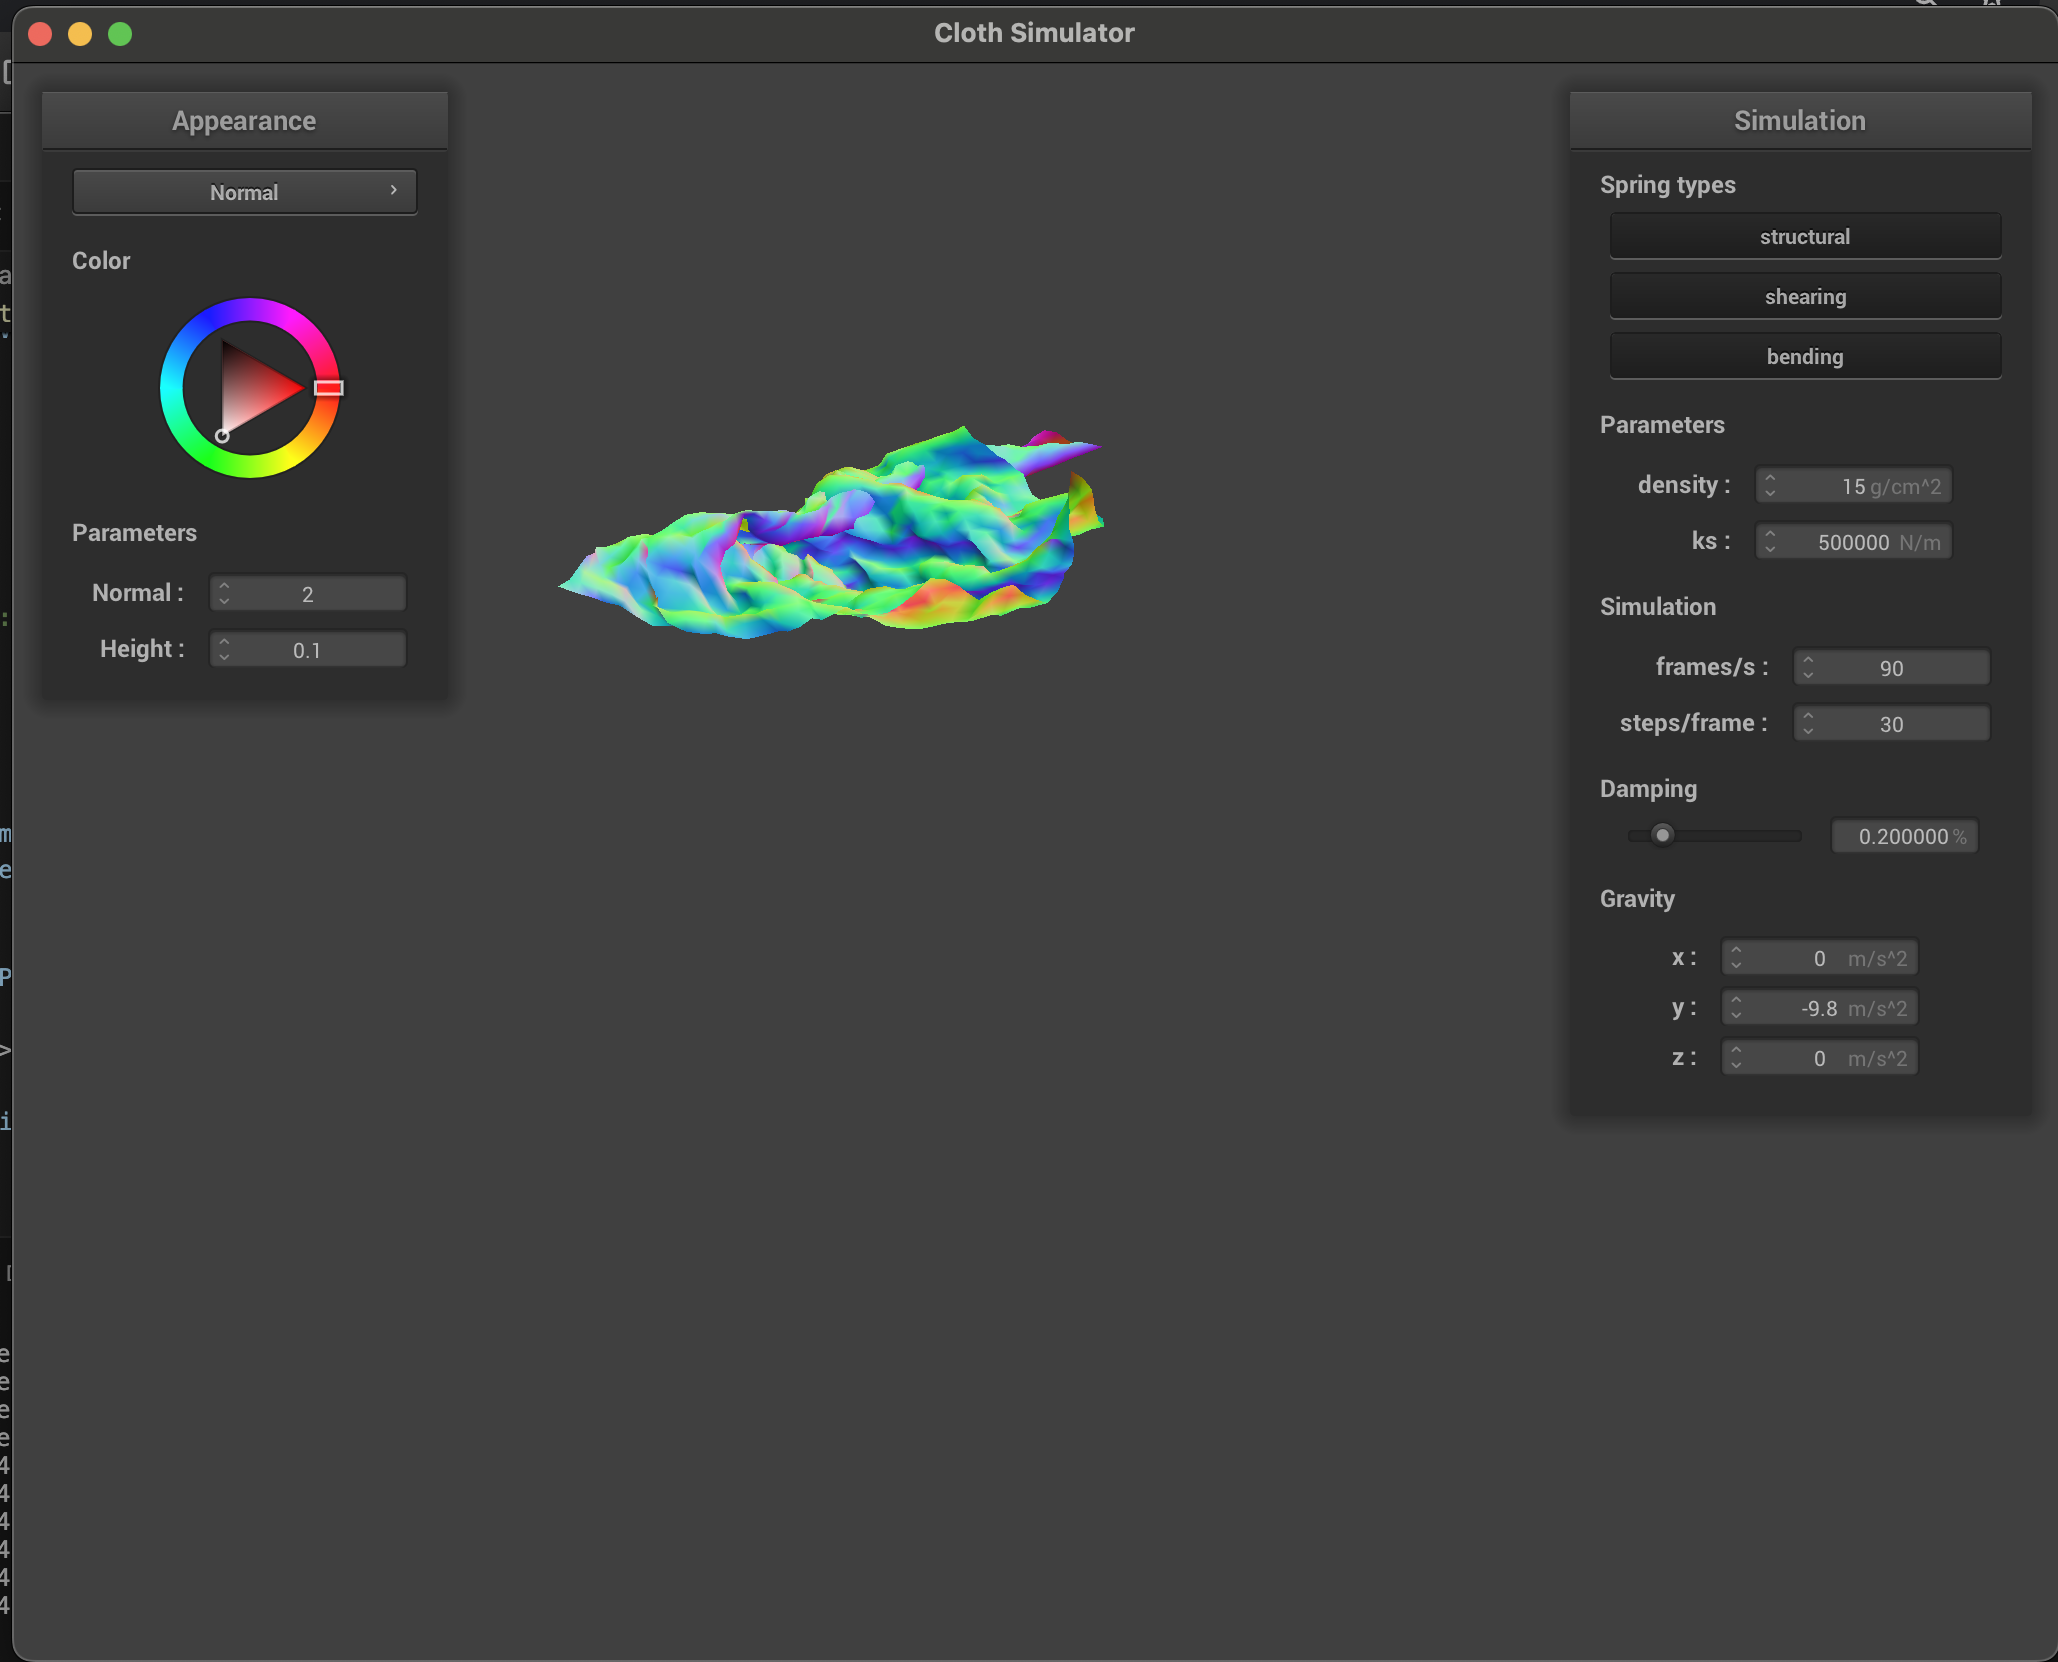 Cloth Simulator
Appearance
Normal
Color
Parameters
Normal : 2
Height : 0.1
Simulation
Spring types
structural
shearing
bending
Parameters
density : 15 g/cm^2
ks : 500000 N/m
Simulation
frames/s : 90
steps/frame : 30
Damping
0.200000 %
Gravity
x : 0 m/s^2
y : -9.8 m/s^2
z : 0 m/s^2